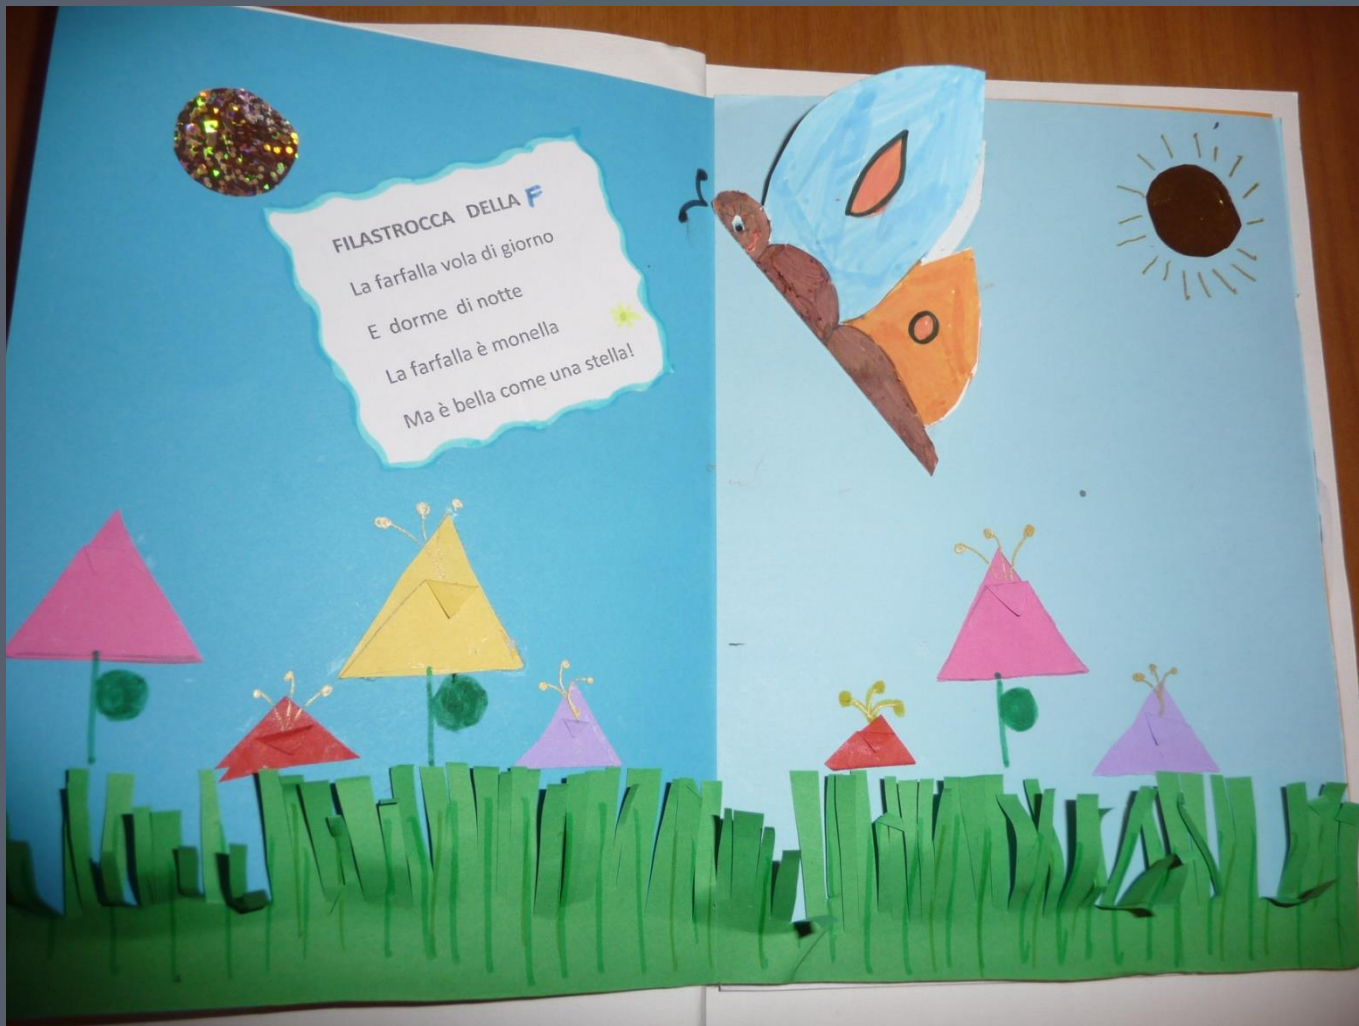 FILASTROCCA DELLA F
La farfalla vola di giorno
E dorme di notte
La farfalla è monella
Ma è bella come una stella!